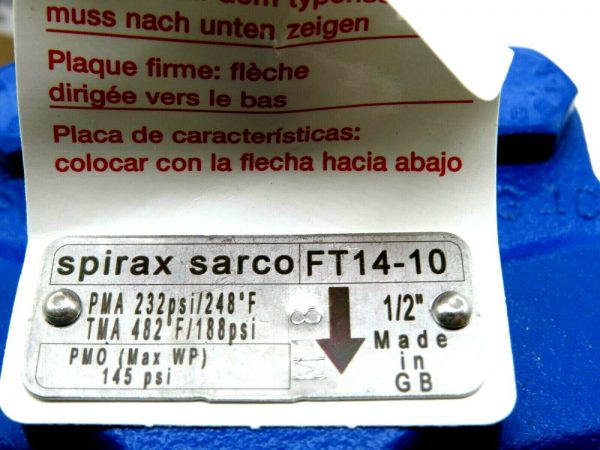 muss nach unten zeigen
Plaque firme: flèche
dirigée vers le bas
Placa de características:
colocar con la flecha hacia abajo
spirax sarco FT14-10
PMA 232psi/248°F
TMA 482°F/188psi
PMO (Max WP)
145 psi
M18
1/2"
Made
in
GB